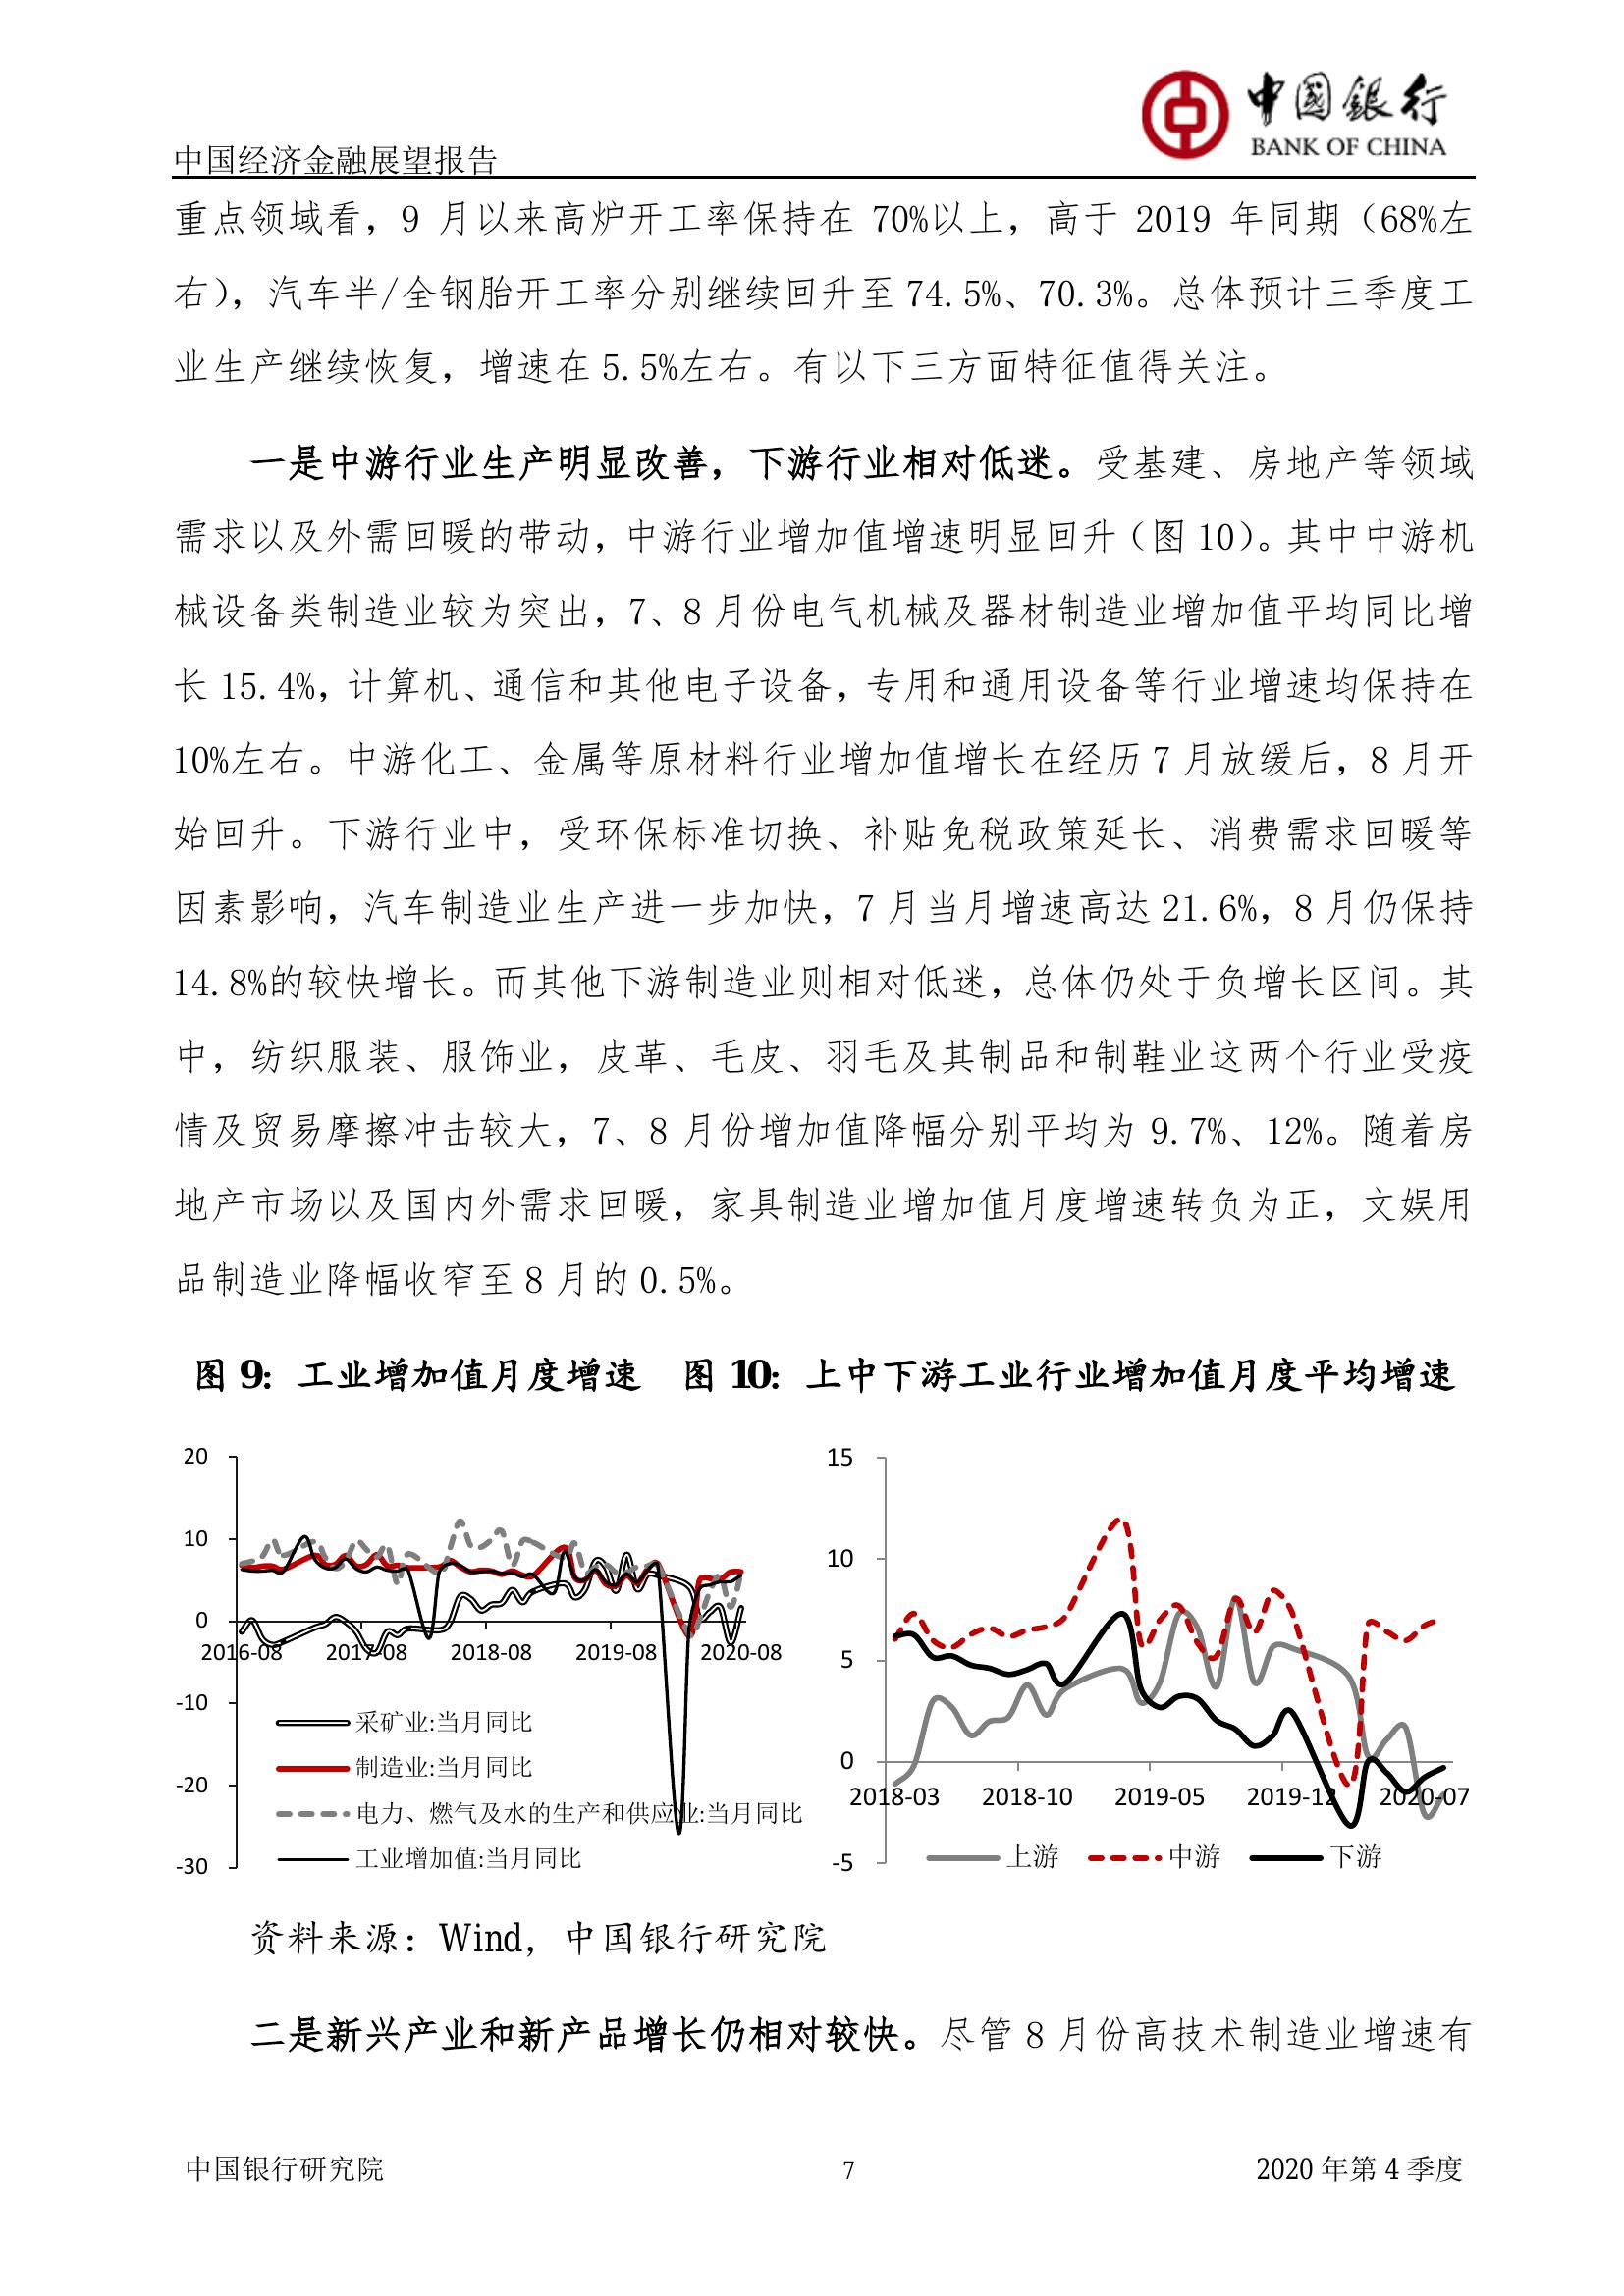 中国银行
BANK OF CHINA
中国经济金融展望报告
重点领域看，9 月以来高炉开工率保持在 70%以上，高于 2019 年同期（68%左
右），汽车半/全钢胎开工率分别继续回升至 74.5%、70.3%。总体预计三季度工
业生产继续恢复，增速在 5.5%左右。有以下三方面特征值得关注。
一是中游行业生产明显改善，下游行业相对低迷。受基建、房地产等领域
需求以及外需回暖的带动，中游行业增加值增速明显回升（图 10）。其中中游机
械设备类制造业较为突出，7、8 月份电气机械及器材制造业增加值平均同比增
长 15.4%，计算机、通信和其他电子设备，专用和通用设备等行业增速均保持在
10%左右。中游化工、金属等原材料行业增加值增长在经历 7 月放缓后，8 月开
始回升。下游行业中，受环保标准切换、补贴免税政策延长、消费需求回暖等
因素影响，汽车制造业生产进一步加快，7 月当月增速高达 21.6%，8 月仍保持
14.8%的较快增长。而其他下游制造业则相对低迷，总体仍处于负增长区间。其
中，纺织服装、服饰业，皮革、毛皮、羽毛及其制品和制鞋业这两个行业受疫
情及贸易摩擦冲击较大，7、8 月份增加值降幅分别平均为 9.7%、12%。随着房
地产市场以及国内外需求回暖，家具制造业增加值月度增速转负为正，文娱用
品制造业降幅收窄至 8 月的 0.5%。
图 9：工业增加值月度增速
20
10
0
-10
-20
-30
2016-08 2017-08 2018-08 2019-08 2020-08
采矿业:当月同比
制造业:当月同比
电力、燃气及水的生产和供应业:当月同比
工业增加值:当月同比
图 10：上中下游工业行业增加值月度平均增速
15
10
5
0
-5
2018-03 2018-10 2019-05 2019-12 2020-07
上游 中游 下游
资料来源：Wind，中国银行研究院
二是新兴产业和新产品增长仍相对较快。尽管 8 月份高技术制造业增速有
中国银行研究院 7 2020 年第 4 季度